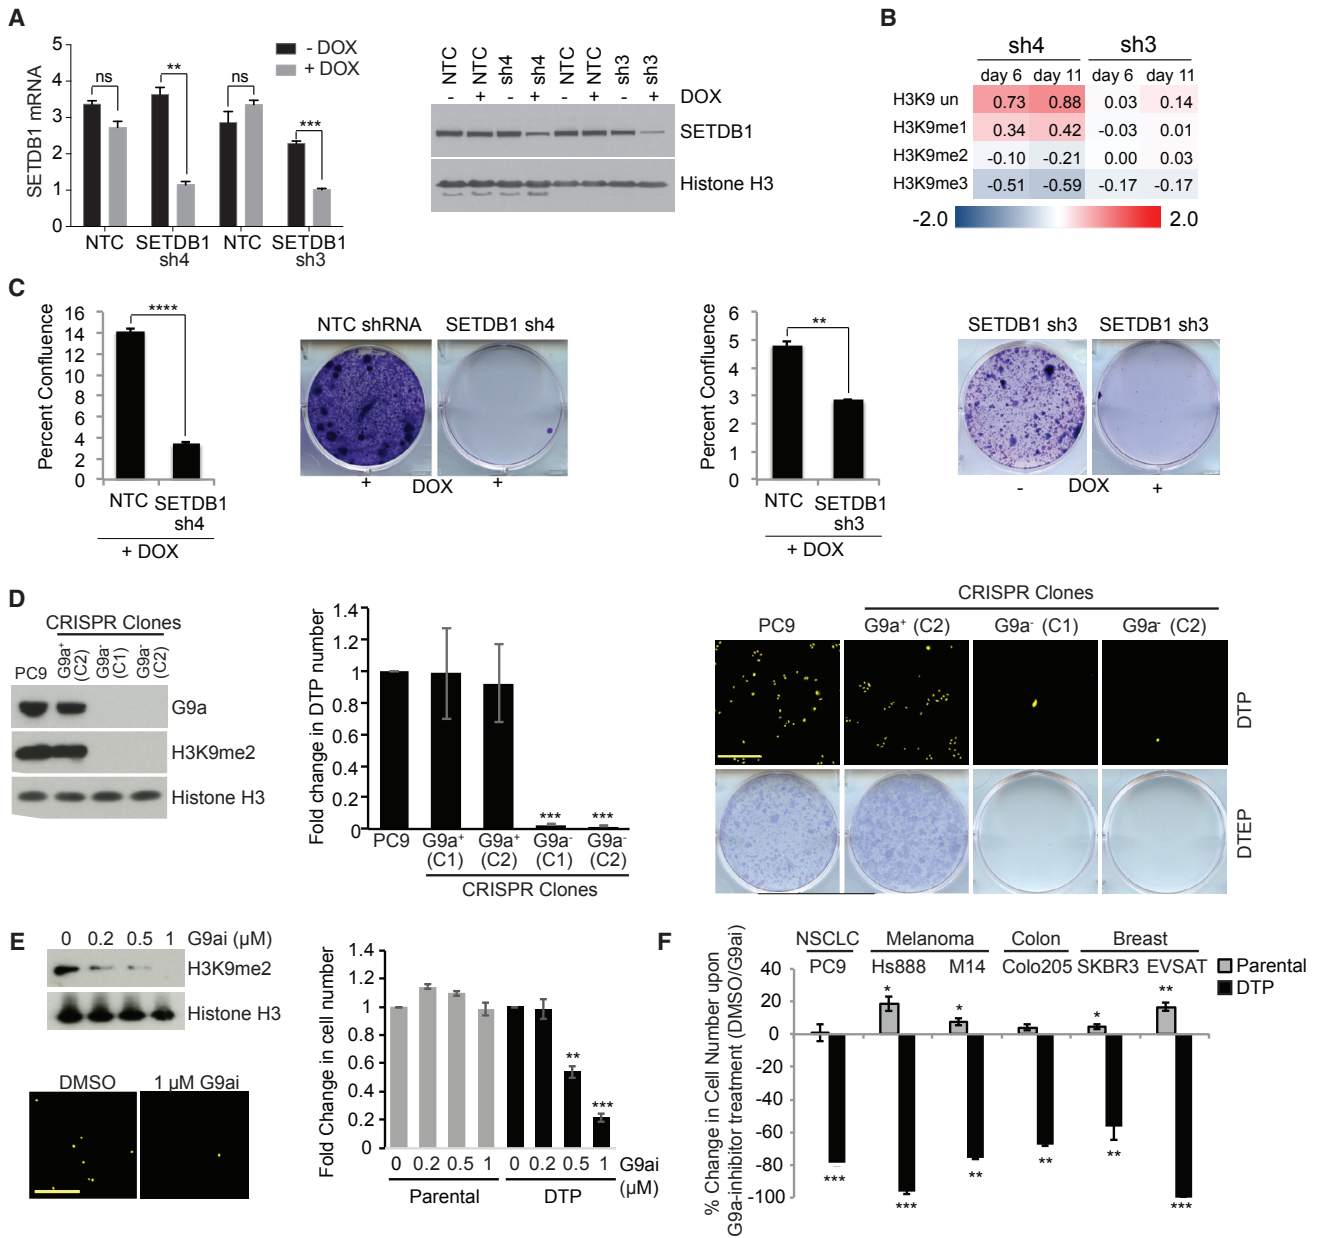 A
SETDB1 mRNA
5
4
3
2
1
0
ns
**
ns
***
- DOX
+ DOX
NTC
SETDB1 sh4
NTC
SETDB1 sh3
NTC NTC sh4 sh4 NTC NTC sh3 sh3
- + - + - + - + DOX
SETDB1
Histone H3
B
sh4 sh3
day 6 day 11 day 6 day 11
H3K9 un 0.73 0.88 0.03 0.14
H3K9me1 0.34 0.42 -0.03 0.01
H3K9me2 -0.10 -0.21 0.00 0.03
H3K9me3 -0.51 -0.59 -0.17 -0.17
-2.0 2.0
C
Percent Confluence
16
14
12
10
8
6
4
2
0
****
NTC SETDB1
sh4
+ DOX
NTC shRNA SETDB1 sh4
+ DOX +
Percent Confluence
6
5
4
3
2
1
0
**
NTC SETDB1
sh3
+ DOX
SETDB1 sh3 SETDB1 sh3
- DOX +
D
CRISPR Clones
PC9
G9a+ (C2)
G9a- (C1)
G9a- (C2)
G9a
H3K9me2
Histone H3
Fold change in DTP number
1.4
1.2
1
0.8
0.6
0.4
0.2
0
*** ***
PC9 G9a+ G9a+ G9a- G9a-
(C1) (C2) (C1) (C2)
CRISPR Clones
CRISPR Clones
PC9 G9a+ (C2) G9a- (C1) G9a- (C2)
DTP
DTEP
E
0 0.2 0.5 1 G9ai (µM)
H3K9me2
Histone H3
DMSO 1 µM G9ai
Fold Change in cell number
1.4
1.2
1
0.8
0.6
0.4
0.2
0
**
***
0 0.2 0.5 1 0 0.2 0.5 1 G9ai
(µM)
Parental DTP
F
% Change in Cell Number upon
G9a-inhibitor treatment (DMSO/G9ai)
NSCLC Melanoma Colon Breast
PC9 Hs888 M14 Colo205 SKBR3 EVSAT
Parental
DTP
40
20
0
-20
-40
-60
-80
-100
* * * **
*** *** ** ** ** ***